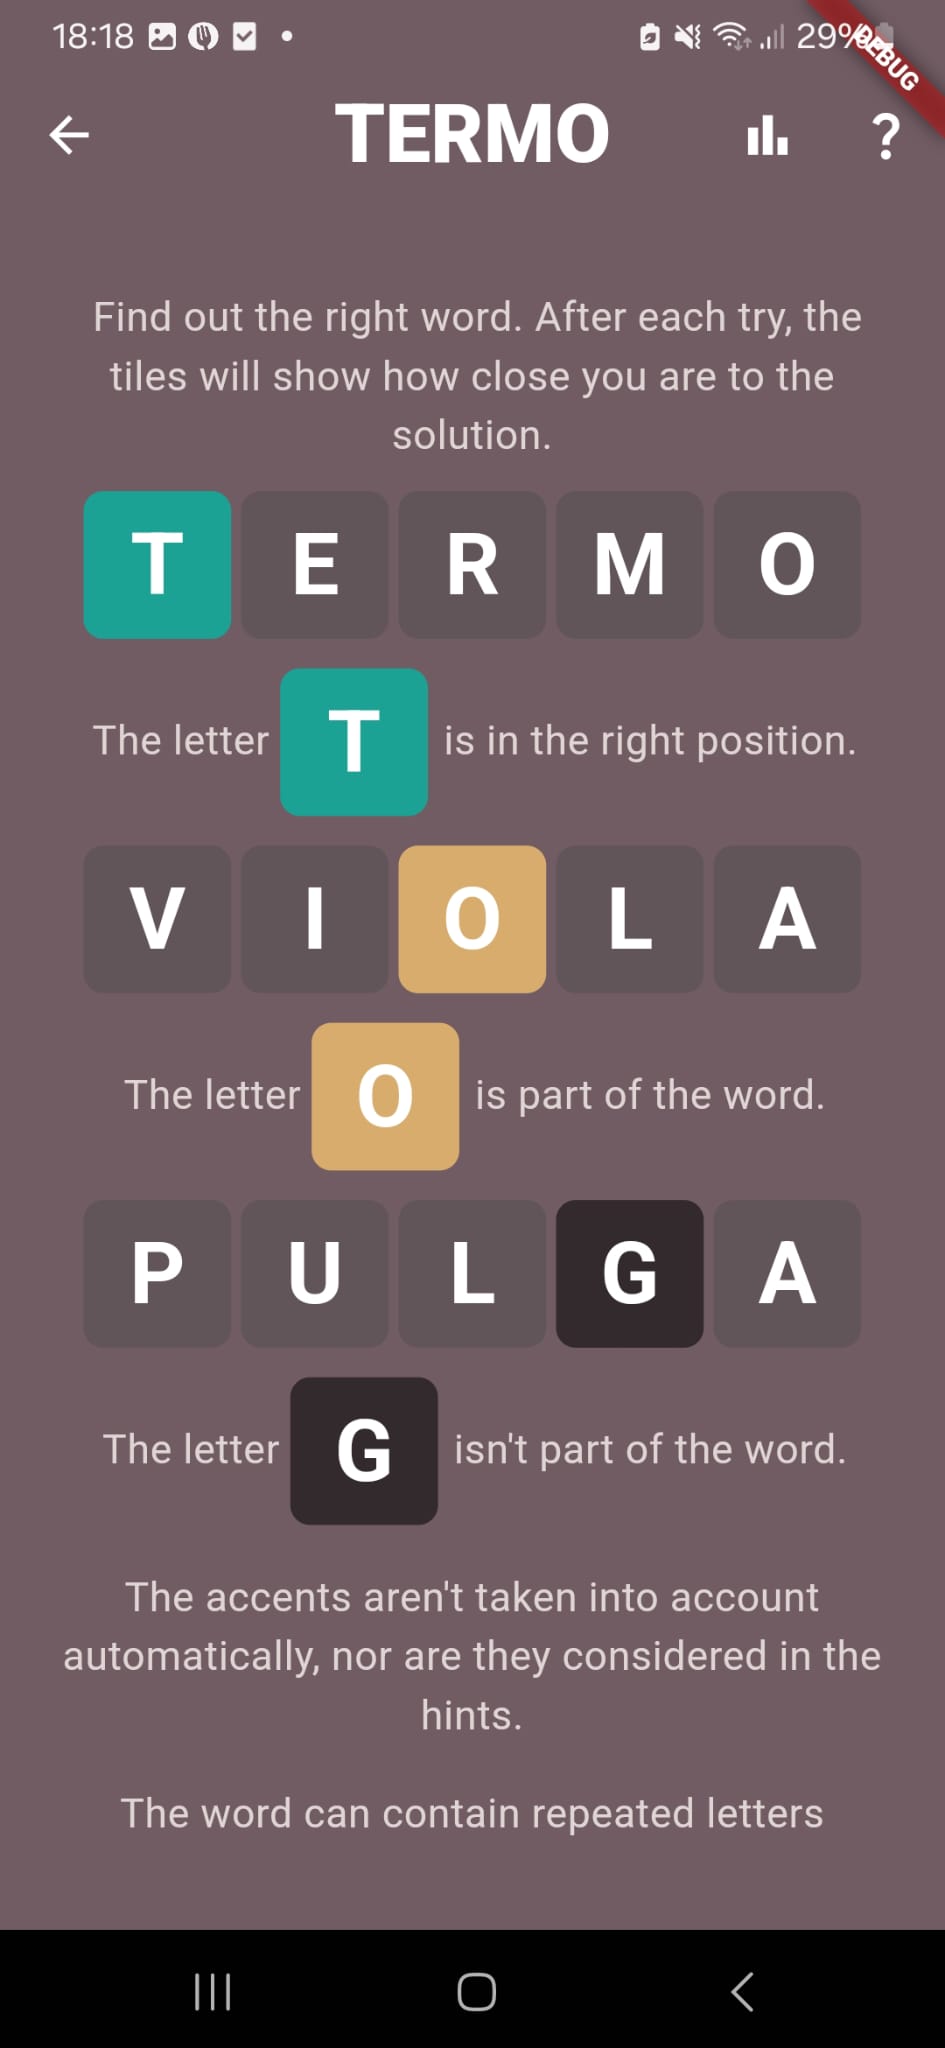 18:18
29%
DEBUG
TERMO
?
Find out the right word. After each try, the
tiles will show how close you are to the
solution.
T E R M O
The letter T is in the right position.
V I O L A
The letter O is part of the word.
P U L G A
The letter G isn't part of the word.
The accents aren't taken into account
automatically, nor are they considered in the
hints.
The word can contain repeated letters